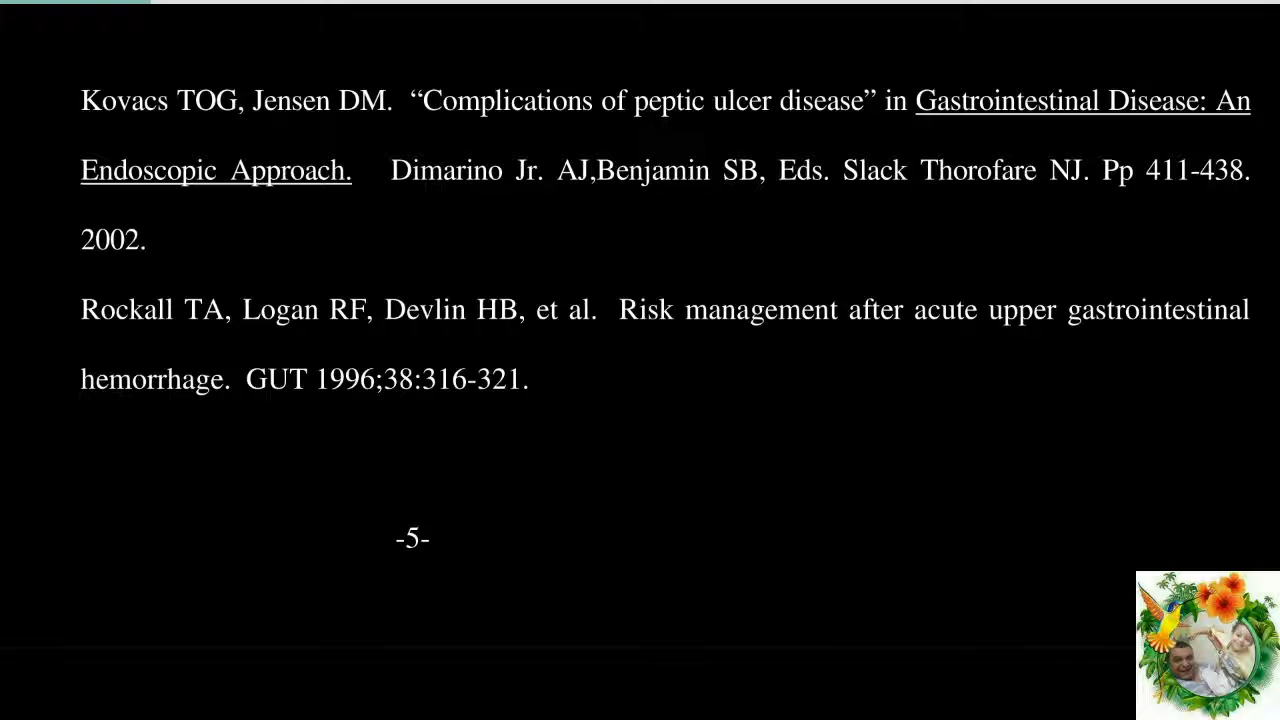 Kovacs TOG, Jensen DM.  “Complications of peptic ulcer disease” in Gastrointestinal Disease: An
Endoscopic Approach.   Dimarino Jr. AJ,Benjamin SB, Eds. Slack Thorofare NJ. Pp 411-438.
2002.
Rockall TA, Logan RF, Devlin HB, et al.  Risk management after acute upper gastrointestinal
hemorrhage.  GUT 1996;38:316-321.
-5-